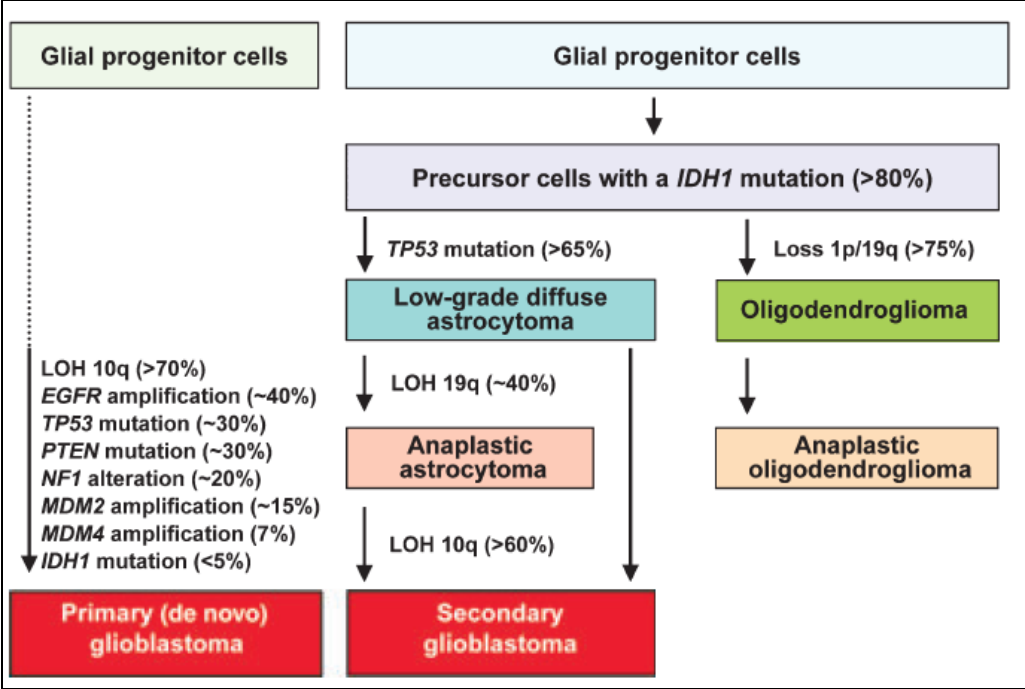 Glial progenitor cells
LOH 10q (>70%)
EGFR amplification (~40%)
TP53 mutation (~30%)
PTEN mutation (~30%)
NF1 alteration (~20%)
MDM2 amplification (~15%)
MDM4 amplification (7%)
IDH1 mutation (<5%)
Primary (de novo)
glioblastoma
Glial progenitor cells
Precursor cells with a IDH1 mutation (>80%)
TP53 mutation (>65%)
Low-grade diffuse
astrocytoma
LOH 19q (~40%)
Anaplastic
astrocytoma
LOH 10q (>60%)
Secondary
glioblastoma
Loss 1p/19q (>75%)
Oligodendroglioma
Anaplastic
oligodendroglioma